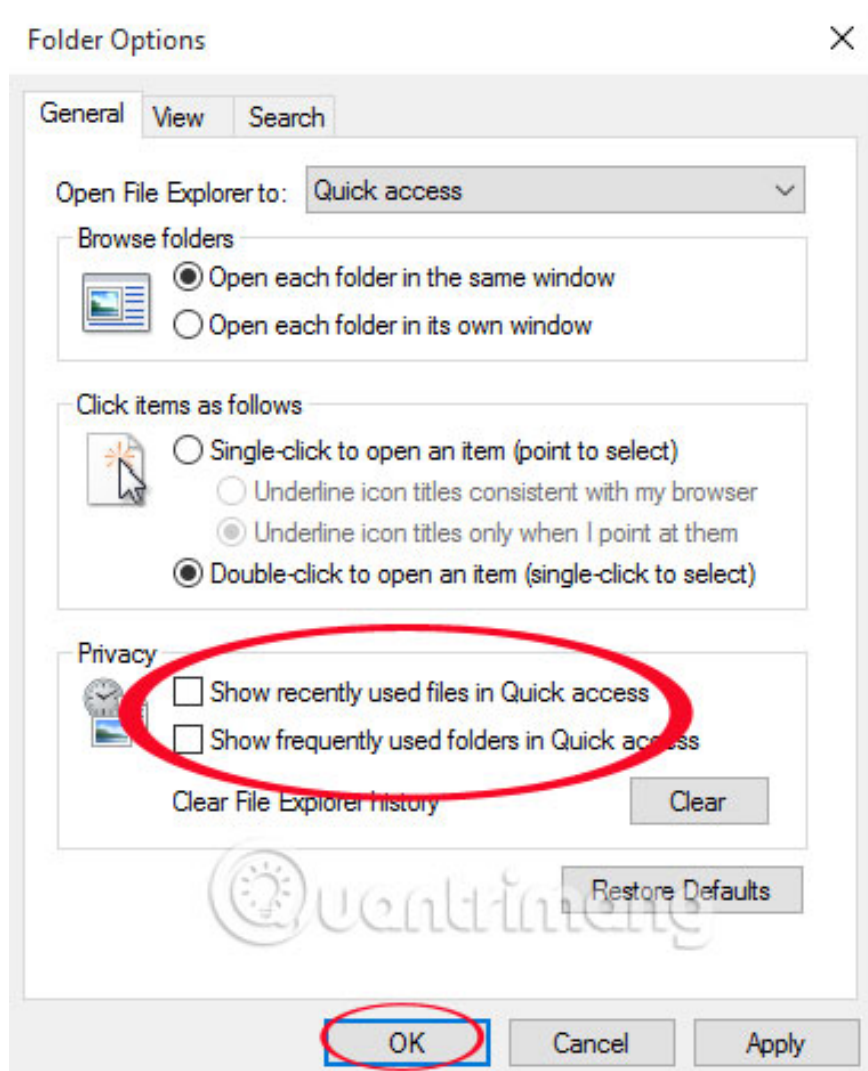 Folder Options
General View Search
Open File Explorer to: Quick access
Browse folders
Open each folder in the same window
Open each folder in its own window
Click items as follows
Single-click to open an item (point to select)
Underline icon titles consistent with my browser
Underline icon titles only when I point at them
Double-click to open an item (single-click to select)
Privacy
Show recently used files in Quick access
Show frequently used folders in Quick access
Clear File Explorer history Clear
Restore Defaults
Quantrimang
OK Cancel Apply